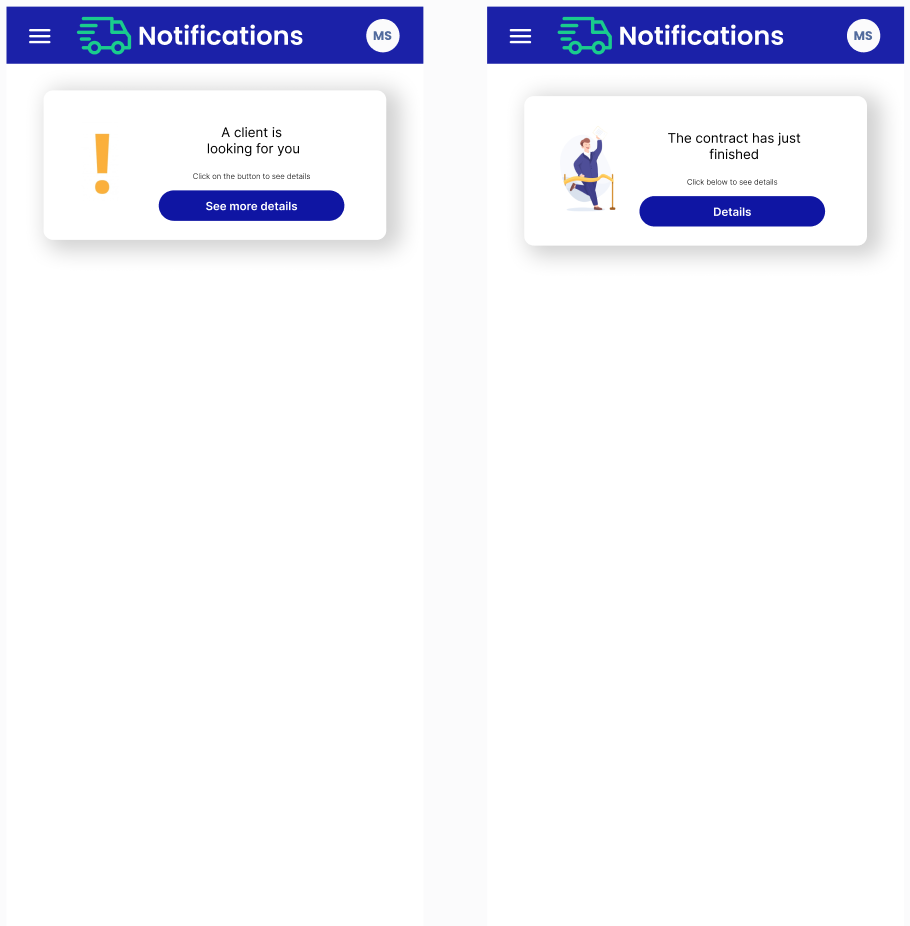 Notifications
MS
A client is
looking for you
Click on the button to see details
See more details
Notifications
MS
The contract has just
finished
Click below to see details
Details